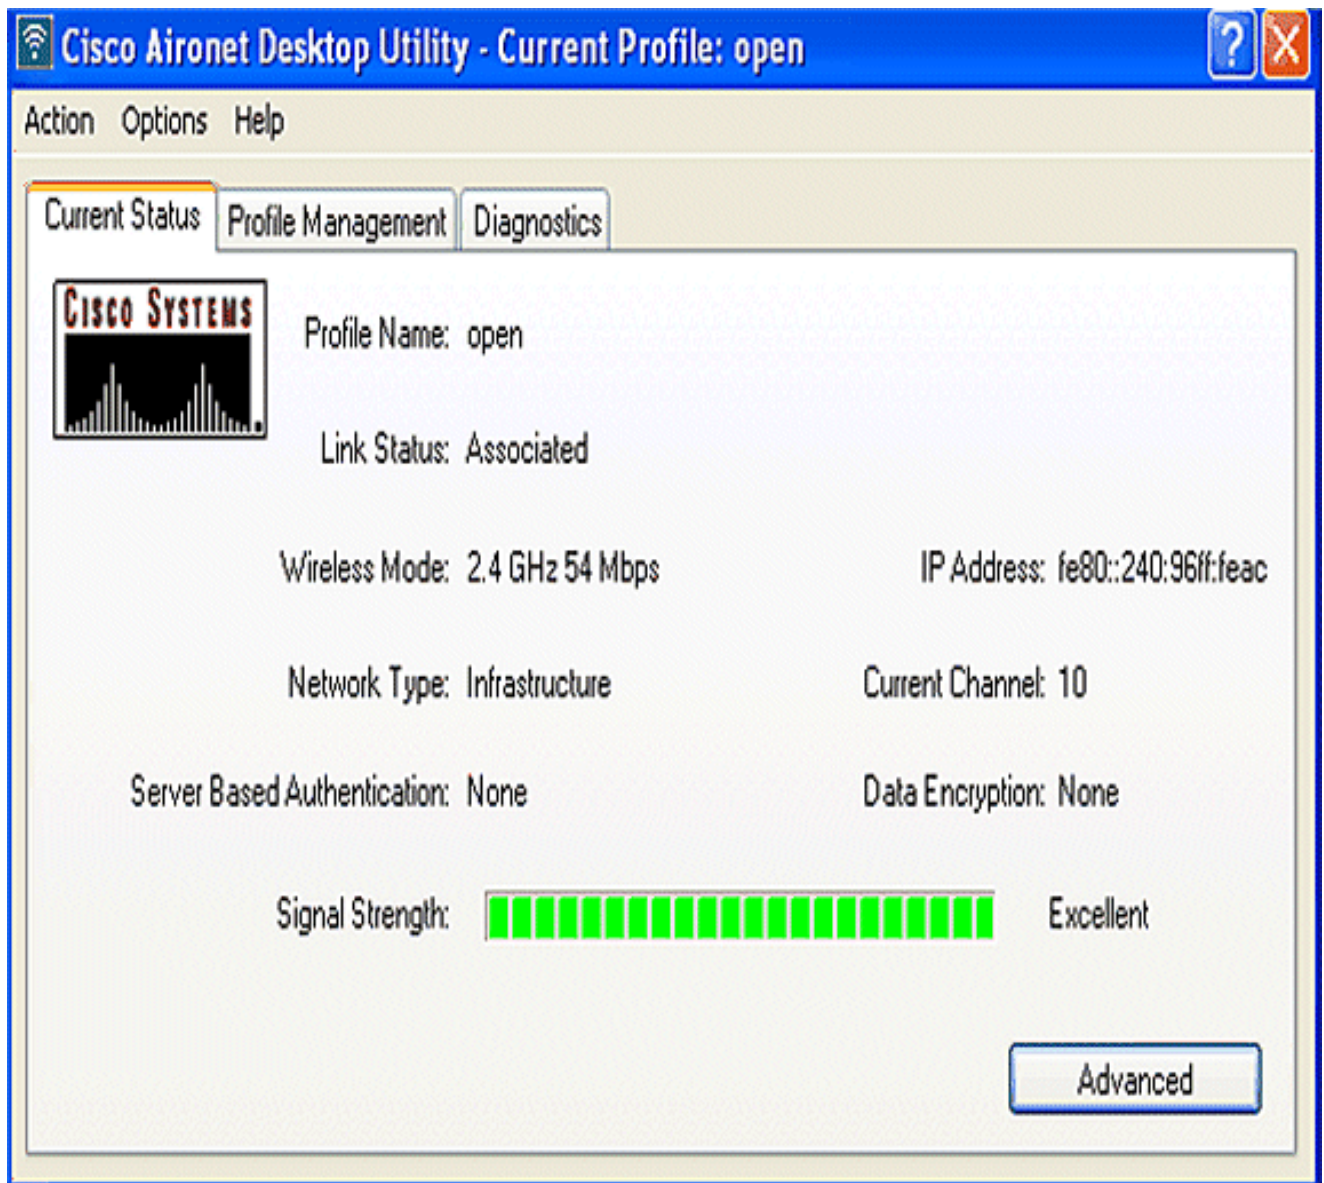 Cisco Aironet Desktop Utility - Current Profile: open
Action Options Help
Current Status Profile Management Diagnostics
CISCO SYSTEMS
Profile Name: open
Link Status: Associated
Wireless Mode: 2.4 GHz 54 Mbps IP Address: fe80::240:96ff:feac
Network Type: Infrastructure Current Channel: 10
Server Based Authentication: None Data Encryption: None
Signal Strength: Excellent
Advanced